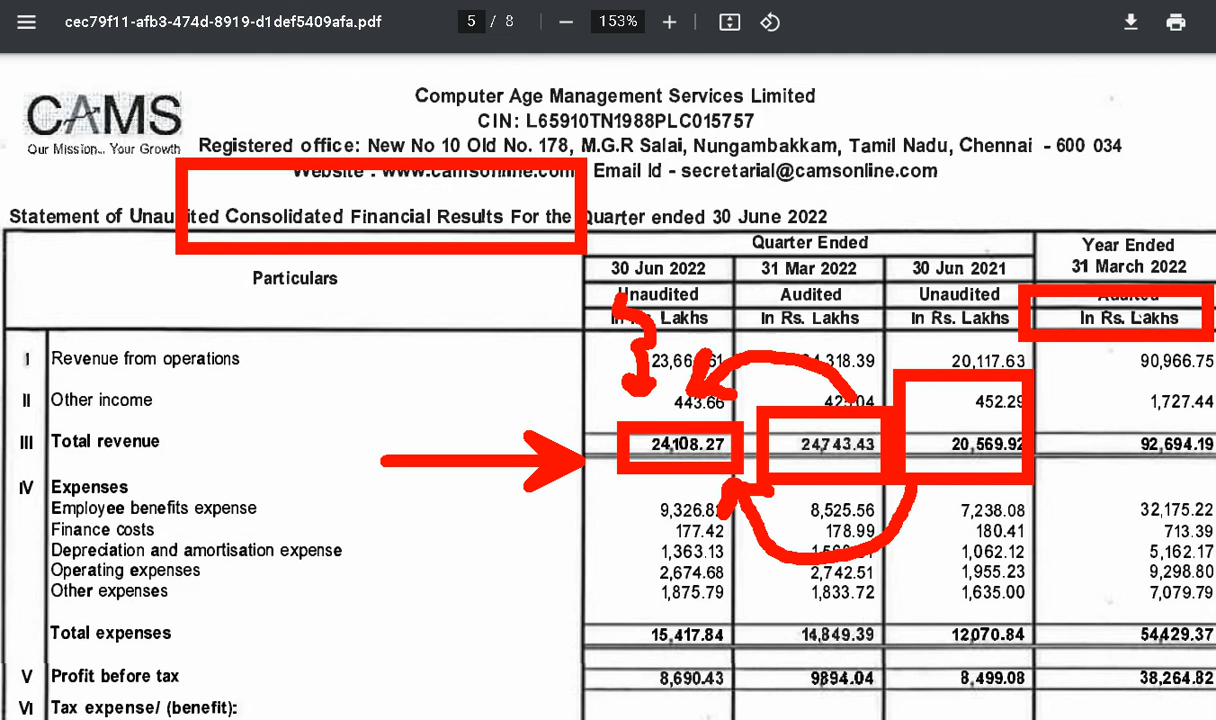 cec79f11-afb3-474d-8919-d1def5409afa.pdf 5 / 8 153%
CAMS
Our Mission... Your Growth
Computer Age Management Services Limited
CIN: L65910TN1988PLC015757
Registered office: New No 10 Old No. 178, M.G.R Salai, Nungambakkam, Tamil Nadu, Chennai - 600 034
Website : www.camsonline.com Email Id - secretarial@camsonline.com
Statement of Unaudited Consolidated Financial Results For the Quarter ended 30 June 2022
Particulars Quarter Ended Year Ended
30 Jun 2022 31 Mar 2022 30 Jun 2021 31 March 2022
Unaudited Audited Unaudited Audited
In Rs. Lakhs In Rs. Lakhs In Rs. Lakhs In Rs. Lakhs
I Revenue from operations 20,117.63 90,966.75
II Other income 443.66 452.29 1,727.44
III Total revenue 24,108.27 24,743.43 20,569.92 92,694.19
IV Expenses
Employee benefits expense 8,525.56 7,238.08 32,175.22
Finance costs 177.42 178.99 180.41 713.39
Depreciation and amortisation expense 1,363.13 1,062.12 5,162.17
Operating expenses 2,674.68 2,742.51 1,955.23 9,298.80
Other expenses 1,875.79 1,833.72 1,635.00 7,079.79
Total expenses 15,417.84 14,849.39 12,070.84 54,429.37
V Profit before tax 8,690.43 9894.04 8,499.08 38,264.82
VI Tax expense/ (benefit):